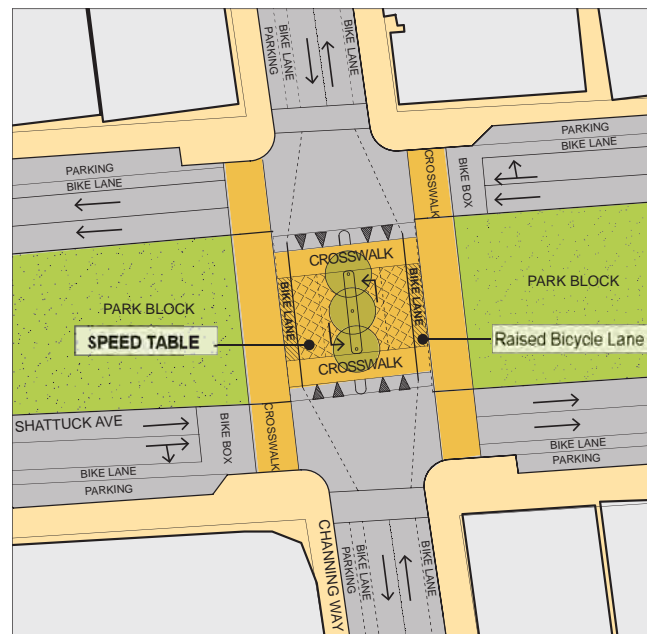 BIKE LANE
PARKING
BIKE LANE
PARKING
BIKE LANE
PARKING
BIKE LANE
CROSSWALK
BIKE BOX
CROSSWALK
PARK BLOCK
PARK BLOCK
BIKE LANE
BIKE LANE
SPEED TABLE
Raised Bicycle Lane
CROSSWALK
SHATTUCK AVE
BIKE BOX
CROSSWALK
BIKE LANE
PARKING
BIKE LANE
PARKING
CHANNING WAY
BIKE LANE
PARKING
BIKE LANE